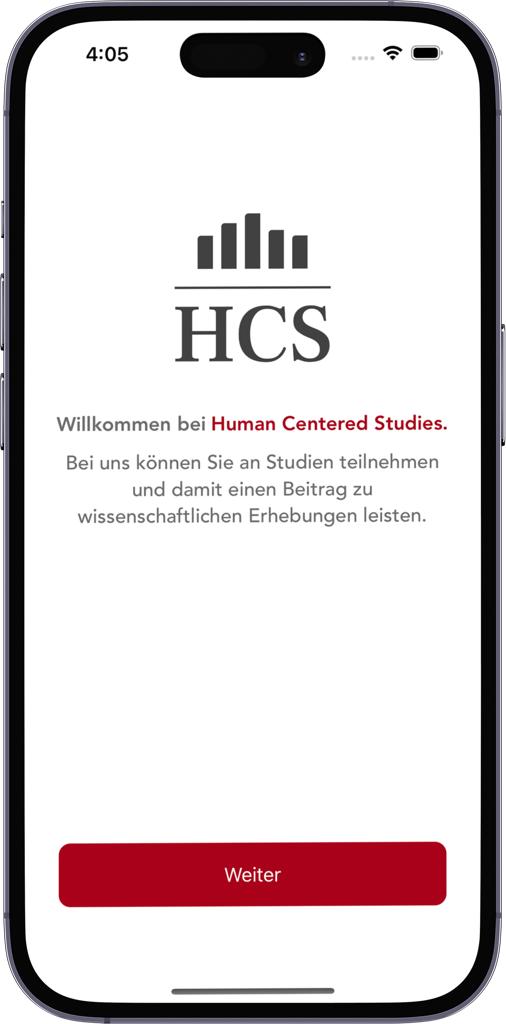 4:05
HCS
Willkommen bei Human Centered Studies.
Bei uns können Sie an Studien teilnehmen
und damit einen Beitrag zu
wissenschaftlichen Erhebungen leisten.
Weiter